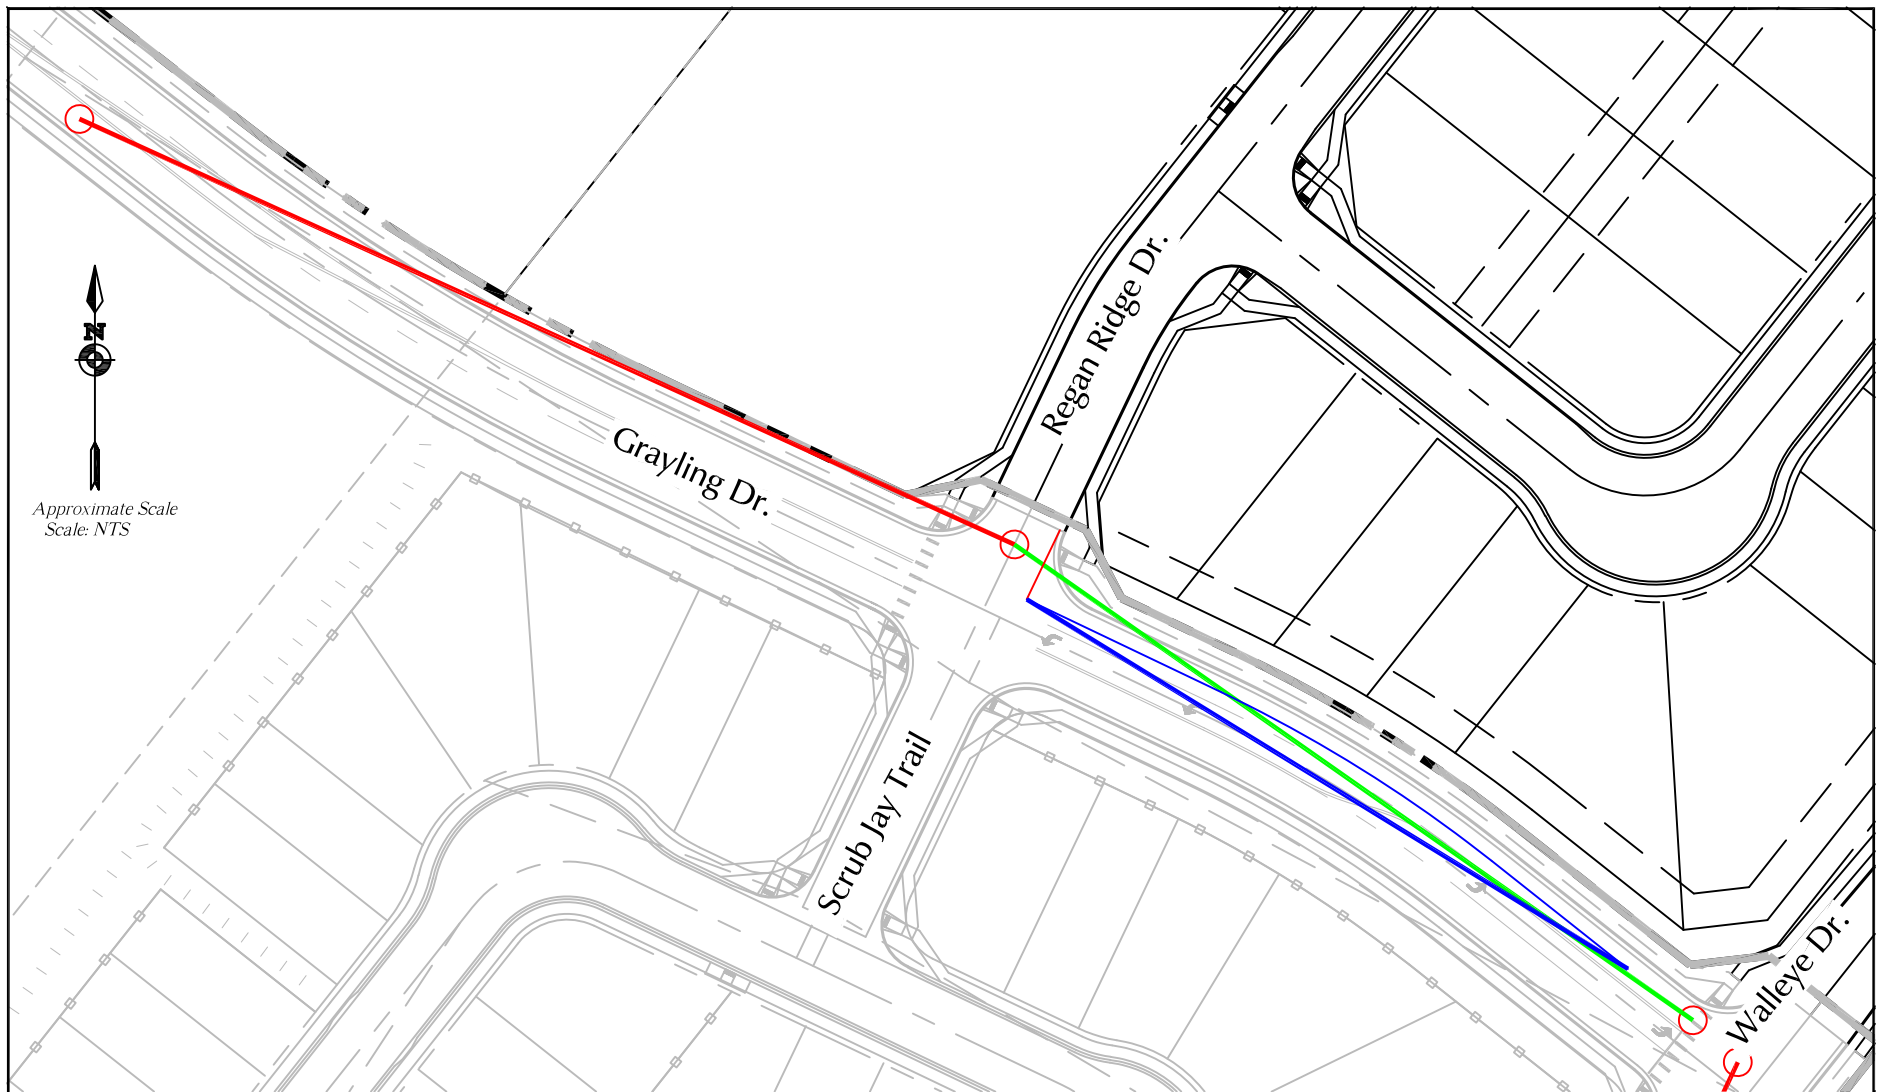 Regan Ridge Dr.
N
Grayling Dr.
Approximate Scale
Scale: NTS
Scrub Jay Trail
Walleye Dr.